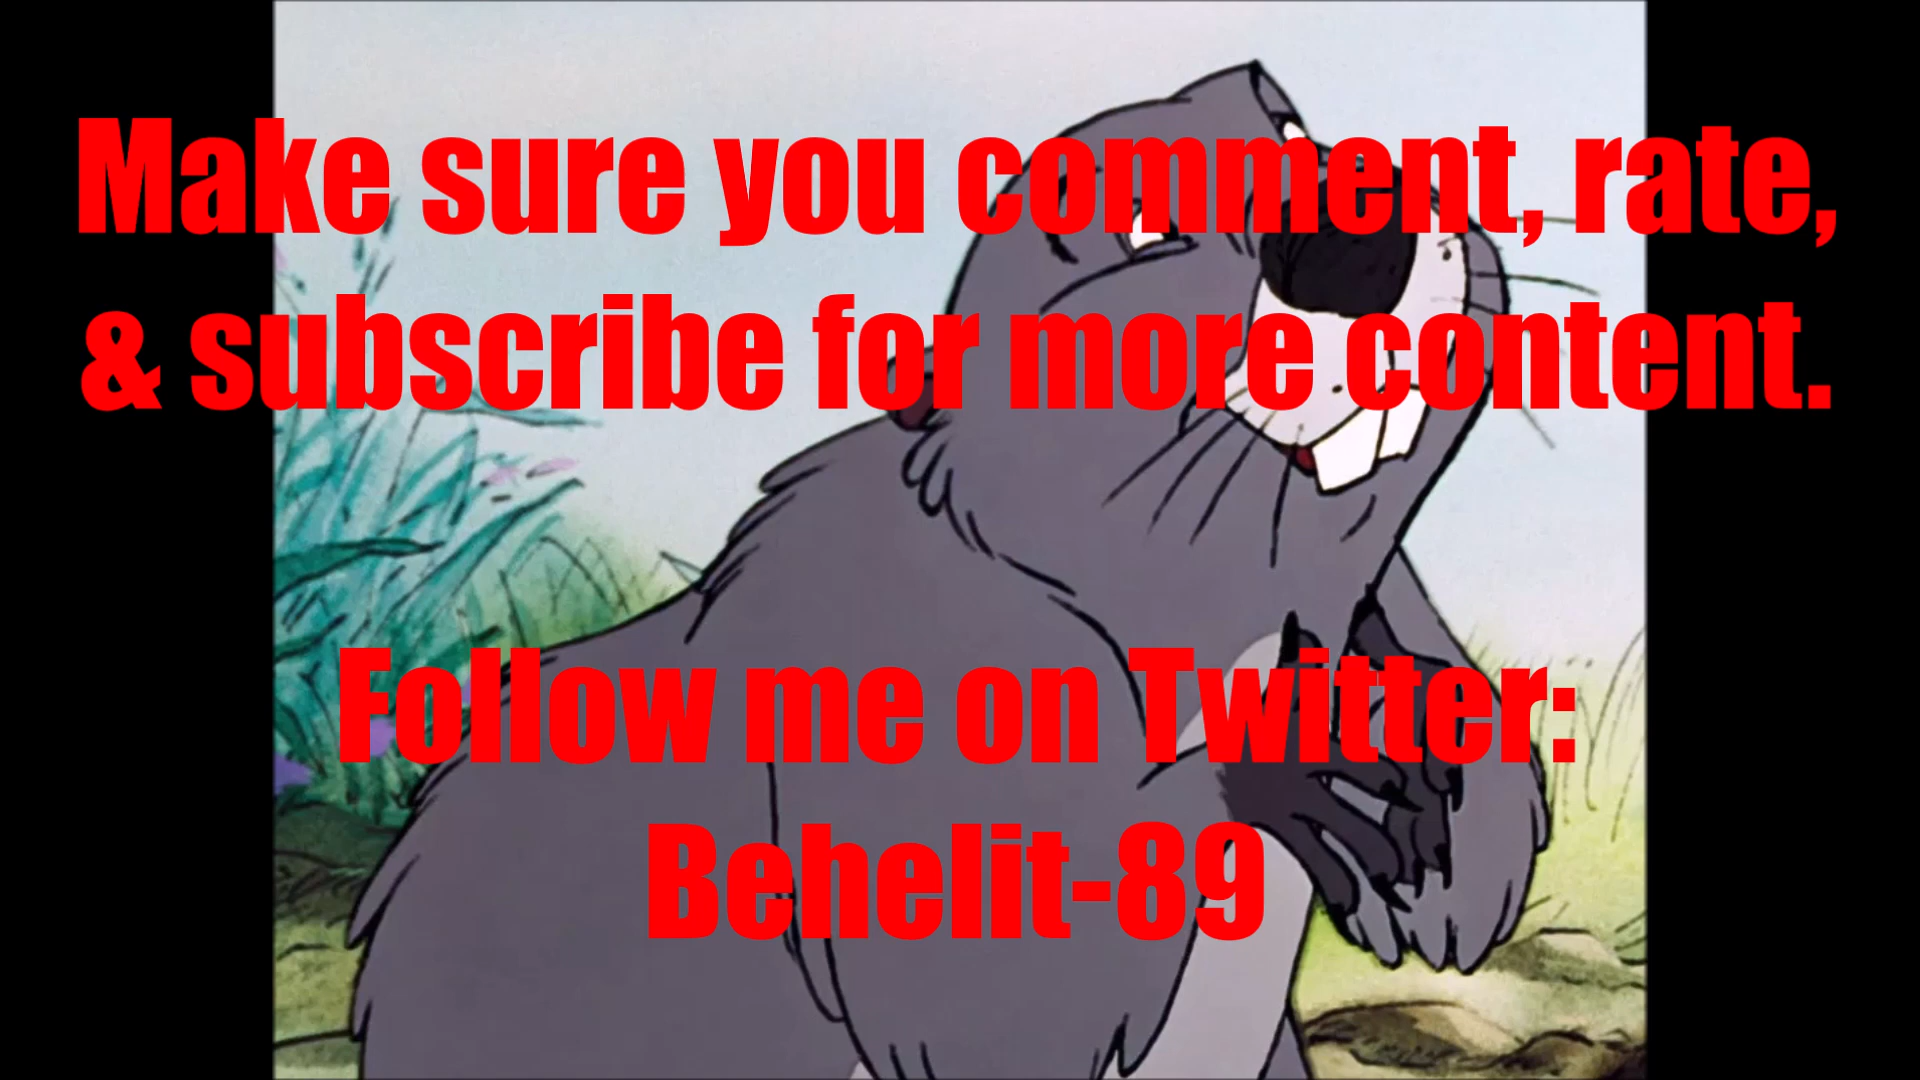 Make sure you comment, rate,
& subscribe for more content.
Follow me on Twitter:
Behelit-89